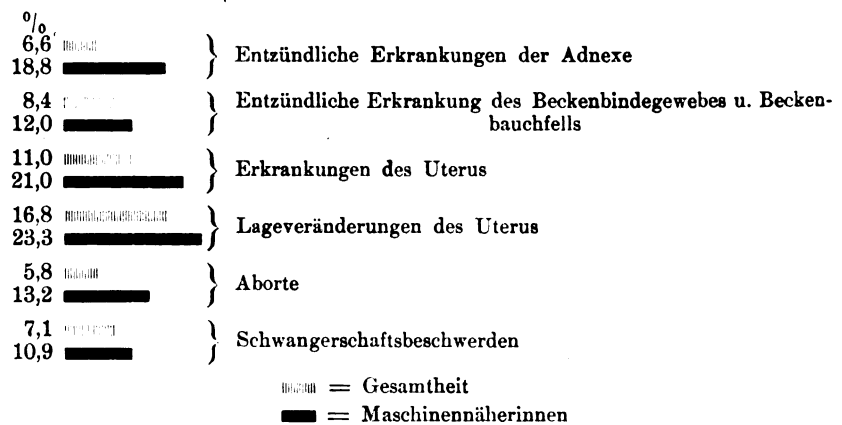 %
6,6
18,8 } Entzündliche Erkrankungen der Adnexe
8,4
12,0 } Entzündliche Erkrankung des Beckenbindegewebes u. Becken-
bauchfells
11,0
21,0 } Erkrankungen des Uterus
16,8
23,3 } Lageveränderungen des Uterus
5,8
13,2 } Aborte
7,1
10,9 } Schwangerschaftsbeschwerden
= Gesamtheit
= Maschinennäherinnen